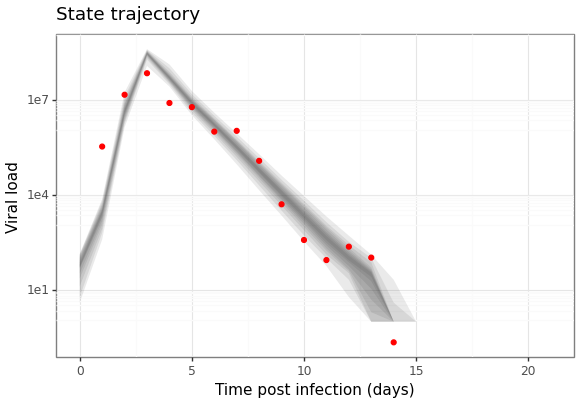 State trajectory
Viral load
1e7
1e4
1e1
0 5 10 15 20
Time post infection (days)